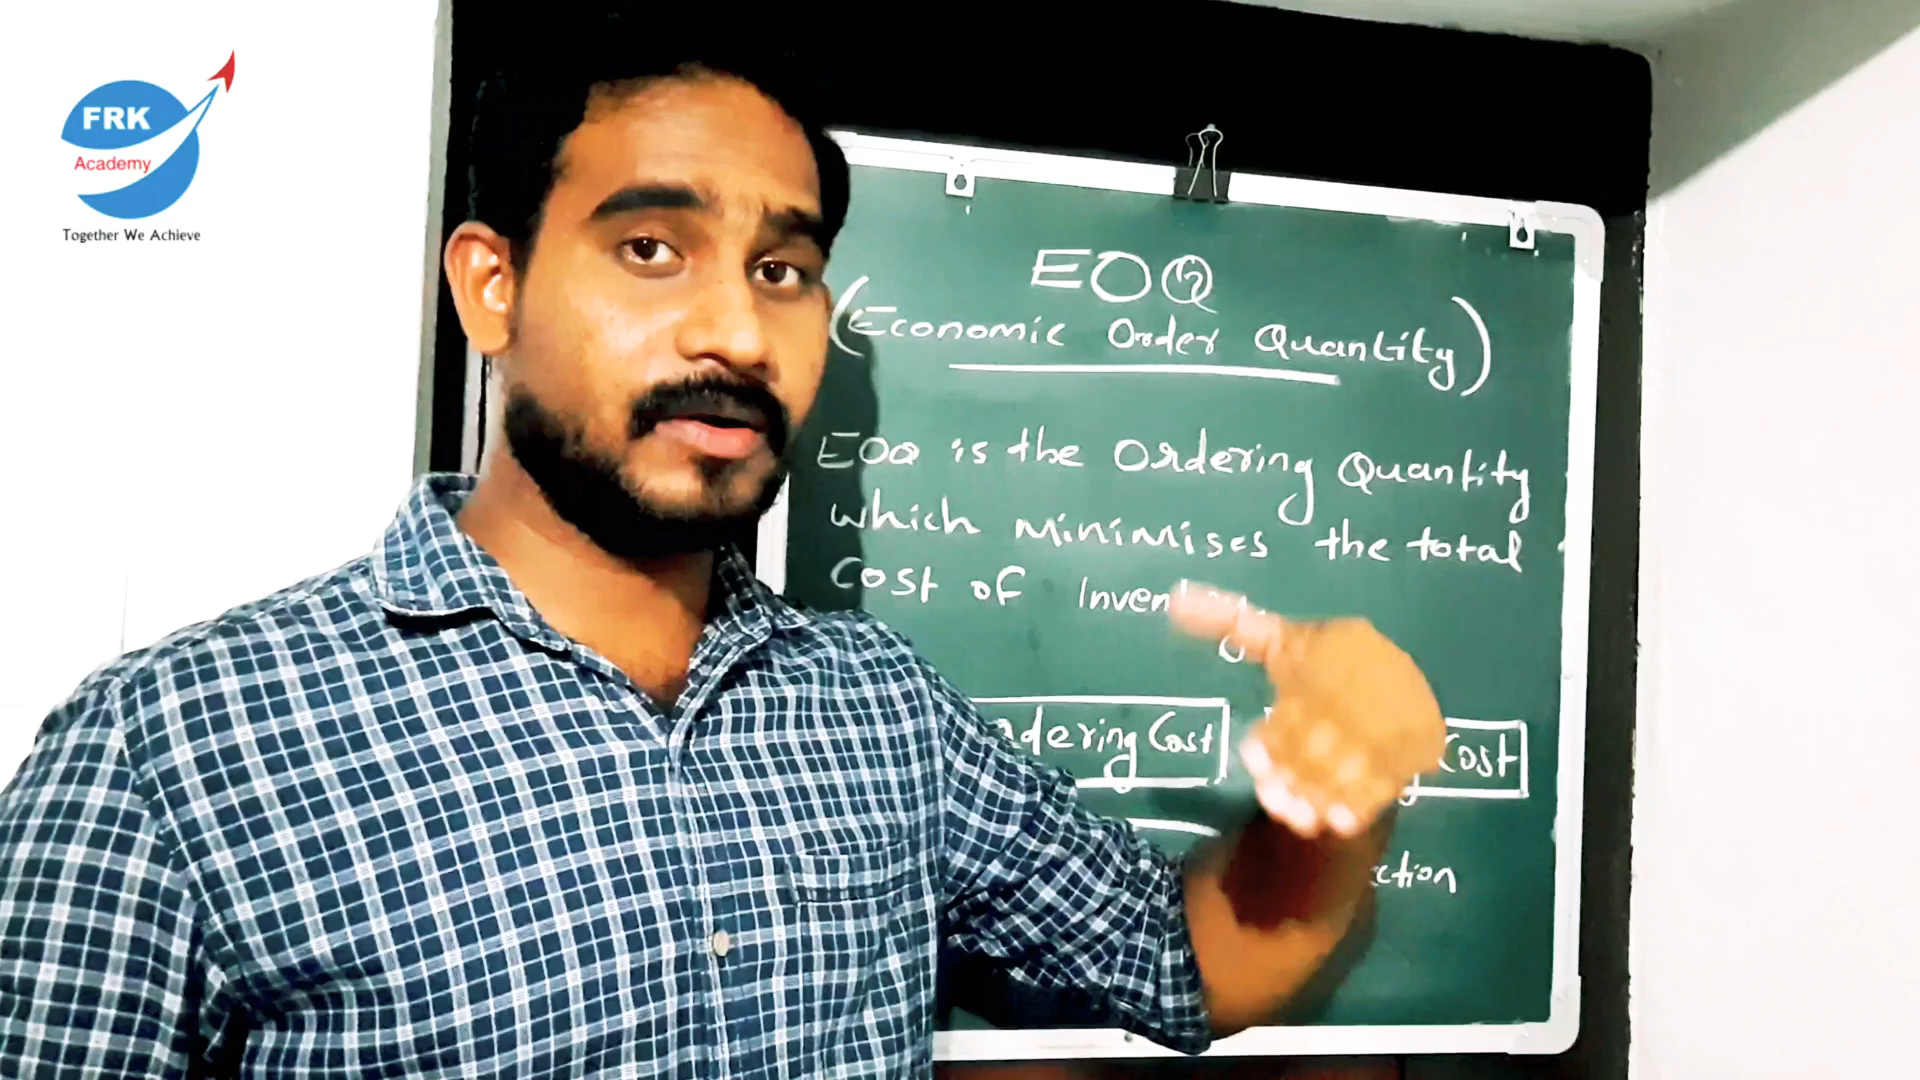 FRK
Academy
Together We Achieve
EOQ
(Economic Order Quantity)
EOQ is the Ordering Quantity
which Minimises the total
Cost of
Cost
Cost